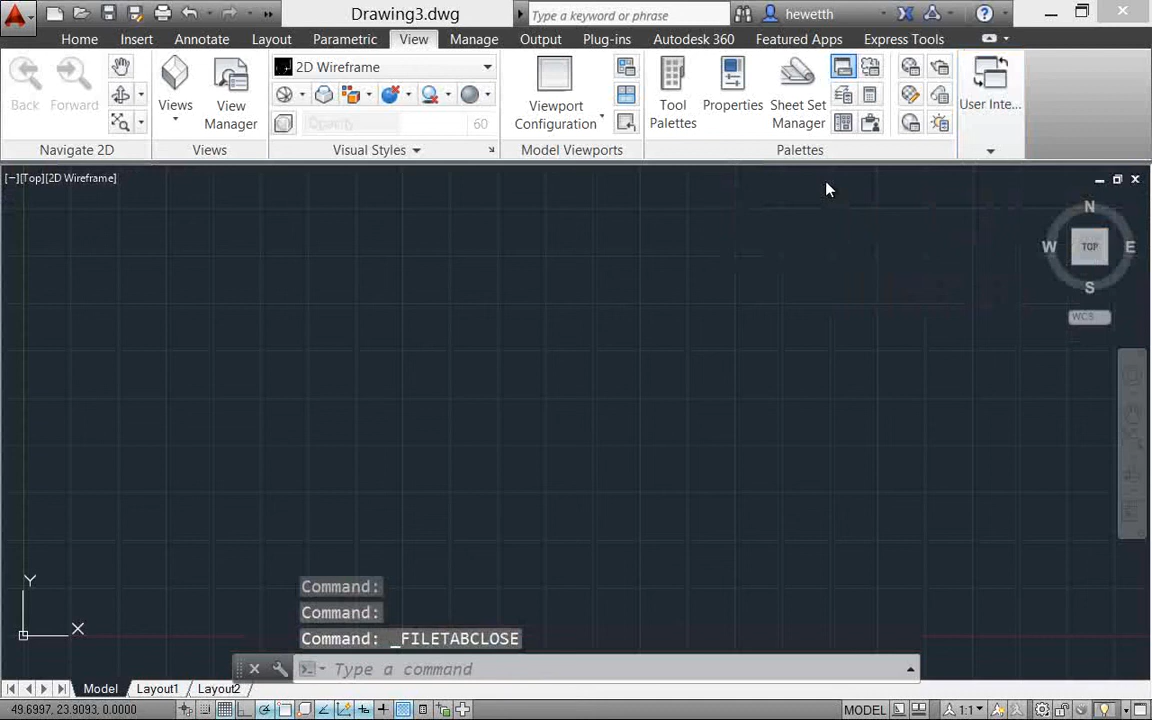 Drawing3.dwg
Type a keyword or phrase
hewetth
Home Insert Annotate Layout Parametric View Manage Output Plug-ins Autodesk 360 Featured Apps Express Tools
2D Wireframe
Back Forward
Views
View Manager
Opacity 60
Viewport Configuration
Tool Palettes
Properties
Sheet Set Manager
User Inte...
Navigate 2D Views Visual Styles Model Viewports Palettes
[−][Top][2D Wireframe]
N
W TOP E
S
WCS
Y
X
Command:
Command:
Command: _FILETABCLOSE
Type a command
Model Layout1 Layout2
49.6997, 23.9093, 0.0000
MODEL
1:1